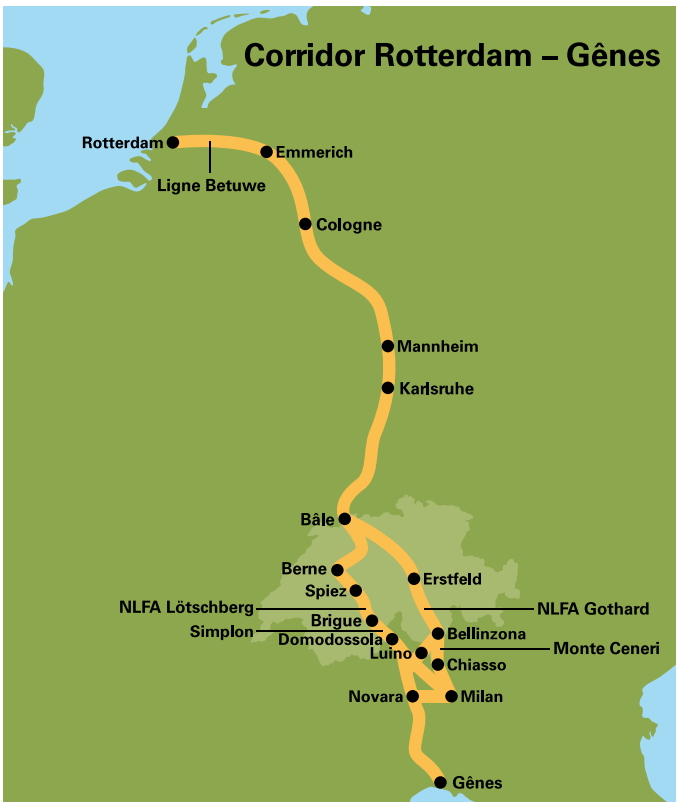 Corridor Rotterdam – Gênes
Rotterdam
Emmerich
Ligne Betuwe
Cologne
Mannheim
Karlsruhe
Bâle
Berne
Erstfeld
Spiez
NLFA Lötschberg
NLFA Gothard
Brigue
Simplon
Bellinzona
Domodossola
Monte Ceneri
Luino
Chiasso
Novara
Milan
Gênes